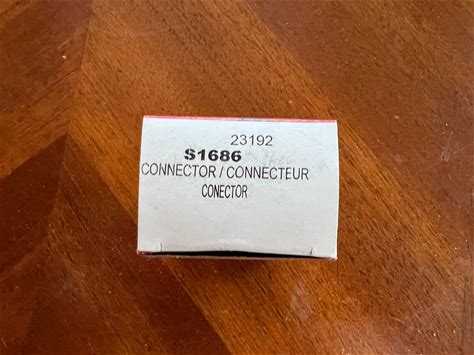 23192
S1686
CONNECTOR / CONNECTEUR
CONECTOR